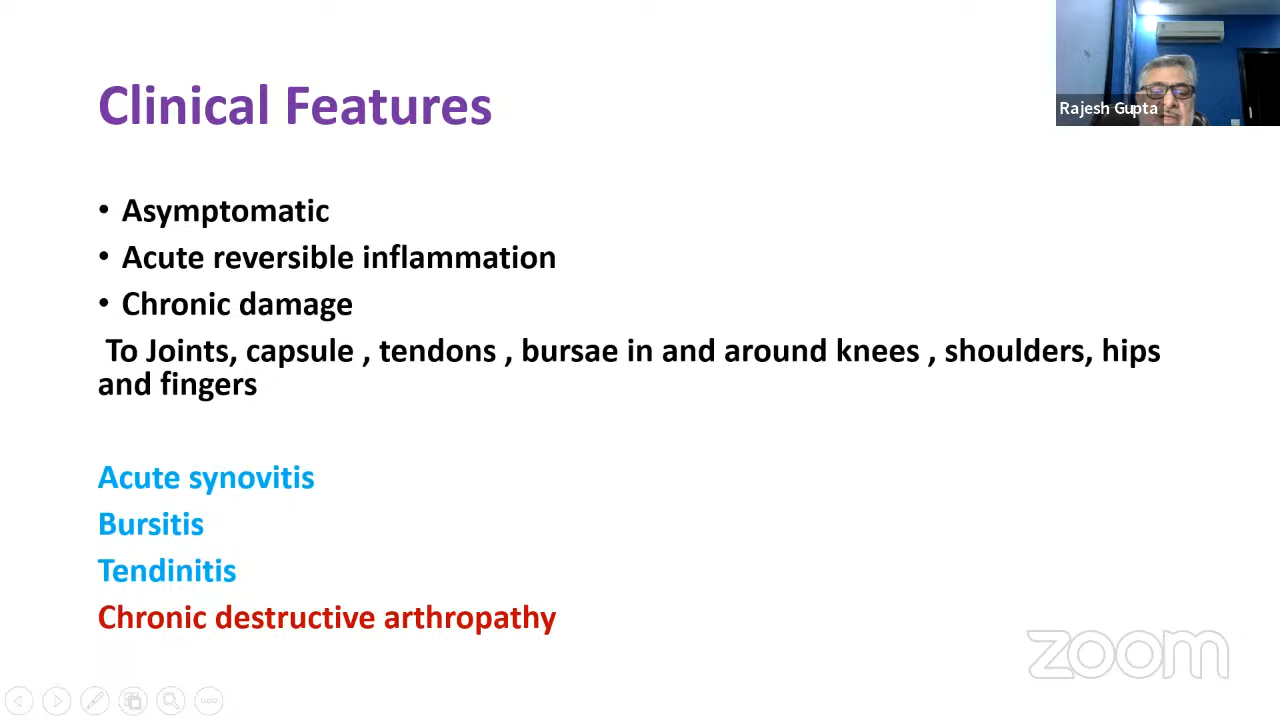 Rajesh Gupta
Clinical Features
• Asymptomatic
• Acute reversible inflammation
• Chronic damage
To Joints, capsule , tendons , bursae in and around knees , shoulders, hips
and fingers
Acute synovitis
Bursitis
Tendinitis
Chronic destructive arthropathy
zoom